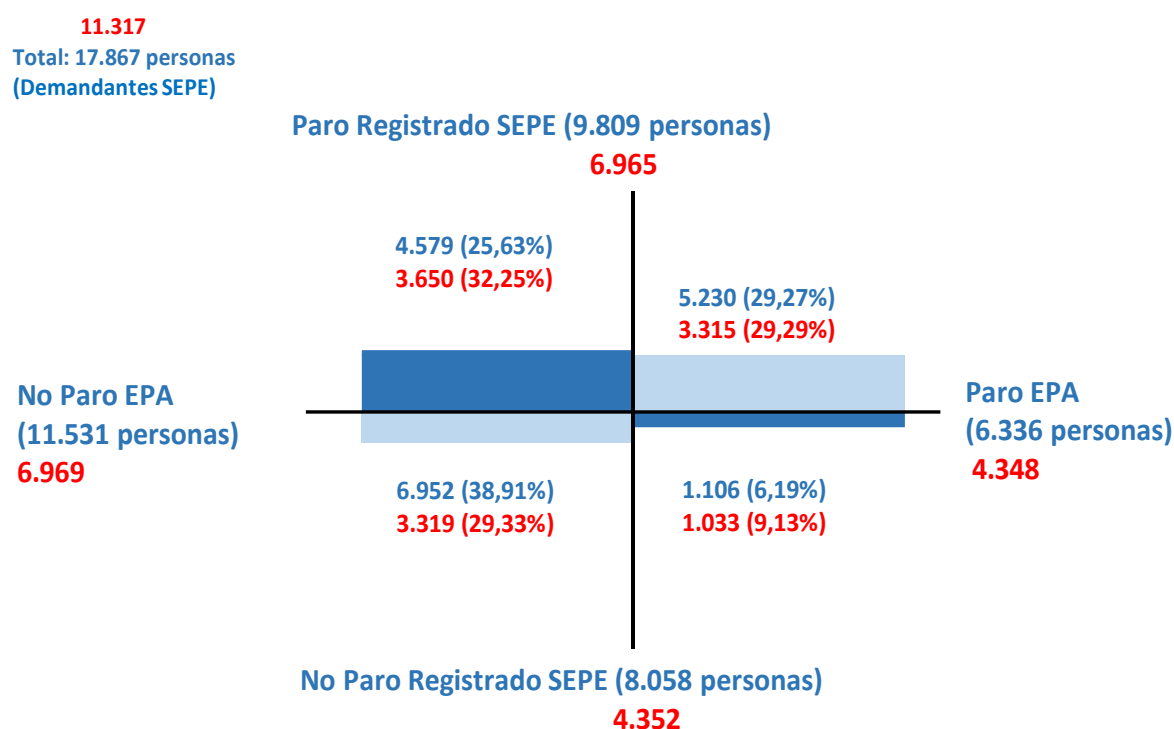 11.317
Total: 17.867 personas
(Demandantes SEPE)
Paro Registrado SEPE (9.809 personas)
6.965
4.579 (25,63%)
3.650 (32,25%)
5.230 (29,27%)
3.315 (29,29%)
No Paro EPA
(11.531 personas)
6.969
Paro EPA
(6.336 personas)
4.348
6.952 (38,91%)
3.319 (29,33%)
1.106 (6,19%)
1.033 (9,13%)
No Paro Registrado SEPE (8.058 personas)
4.352